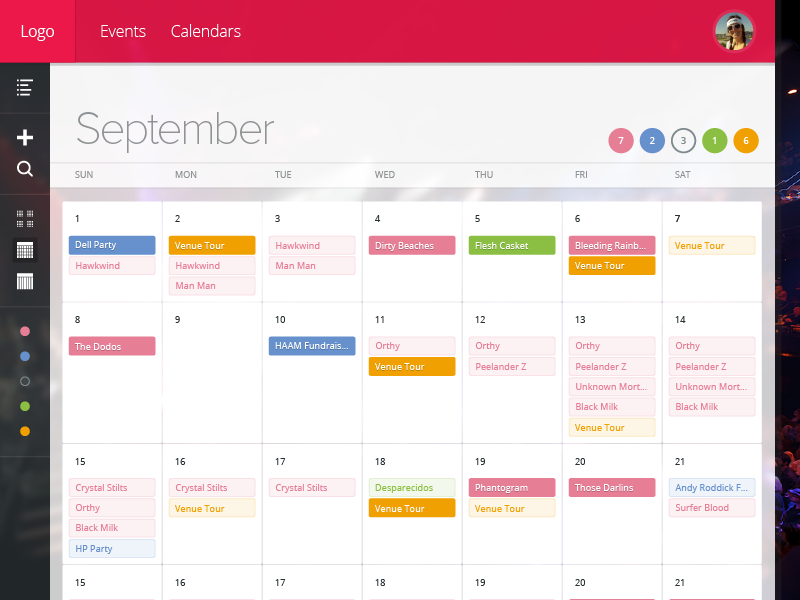 Logo
Events
Calendars
September
7
2
3
1
6
SUN
MON
TUE
WED
THU
FRI
SAT
1
Dell Party
Hawkwind
2
Venue Tour
Hawkwind
Man Man
3
Hawkwind
Man Man
4
Dirty Beaches
5
Flesh Casket
6
Bleeding Rainb...
Venue Tour
7
Venue Tour
8
The Dodos
9
10
HAAM Fundrais...
11
Orthy
Venue Tour
12
Orthy
Peelander Z
13
Orthy
Peelander Z
Unknown Mort...
Black Milk
Venue Tour
14
Orthy
Peelander Z
Unknown Mort...
Black Milk
15
Crystal Stilts
Orthy
Black Milk
HP Party
16
Crystal Stilts
Venue Tour
17
Crystal Stilts
18
Desparecidos
Venue Tour
19
Phantogram
Venue Tour
20
Those Darlins
21
Andy Roddick F...
Surfer Blood
15
16
17
18
19
20
21